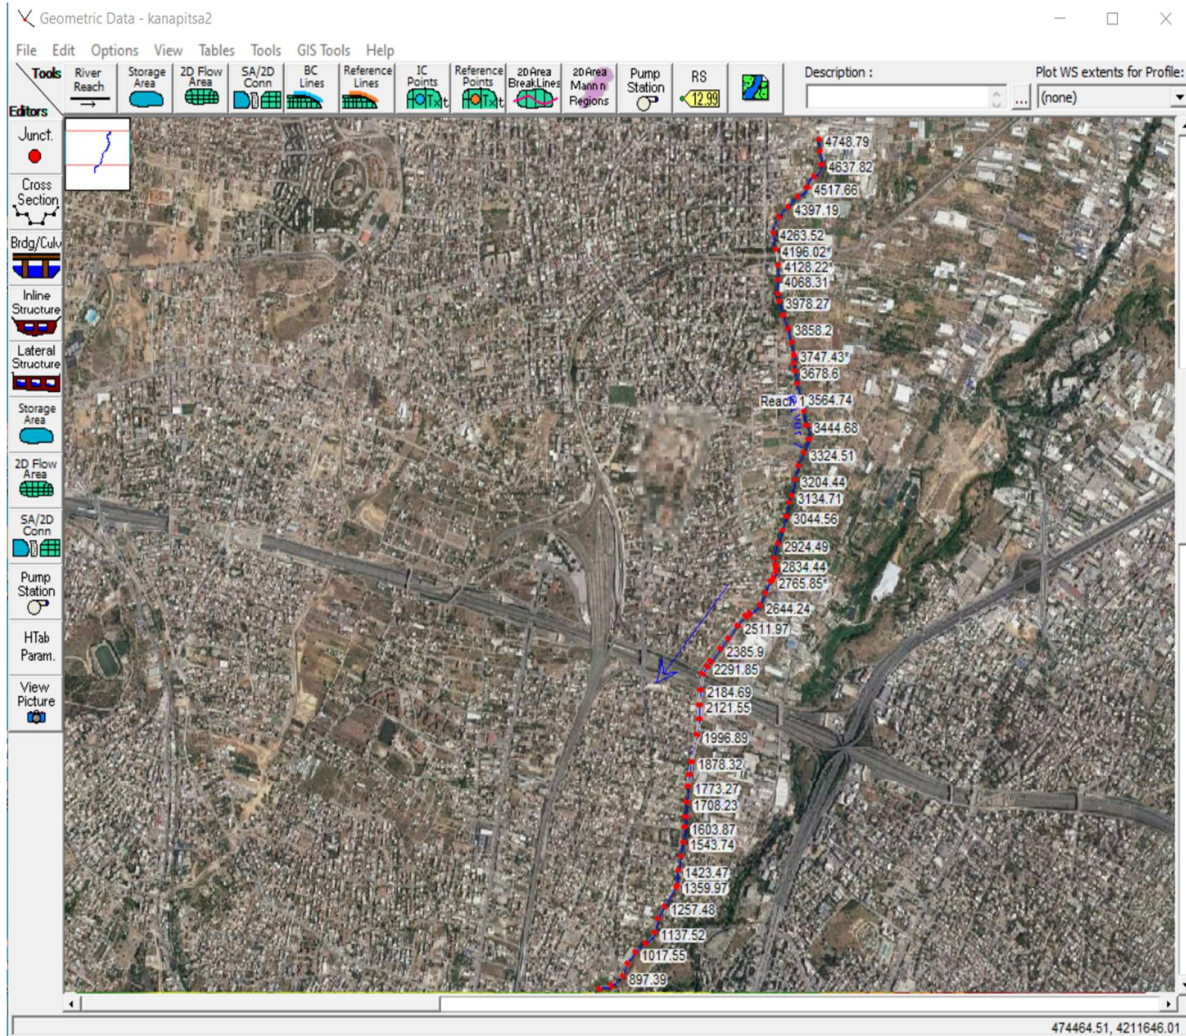 Geometric Data - kanapitsa2
File Edit Options View Tables Tools GIS Tools Help
Tools
Editors
River
Reach
Storage
Area
2D Flow
Area
SA/2D
Conn
BC
Lines
Reference
Lines
IC
Points
Reference
Points
2D Area
BreakLines
2D Area
Mann n
Regions
Pump
Station
RS
12.99
Description :
...
Plot WS extents for Profile:
(none)
Junct.
Cross
Section
Brdg/Culv
Inline
Structure
Lateral
Structure
Storage
Area
2D Flow
Area
SA/2D
Conn
Pump
Station
HTab
Param.
View
Picture
4748.79
4637.82
4517.66
4397.19
4263.52
4196.02*
4128.22*
4068.31
3978.27
3858.2
3747.43*
3678.6
Reach 1
3564.74
3444.68
3324.51
3204.44
3134.71
3044.56
2924.49
2834.44
2765.85*
2644.24
2511.97
2385.9
2291.85
2184.69
2121.55
1996.89
1878.32
1773.27
1708.23
1603.87
1543.74
1423.47
1359.97
1257.48
1137.52
1017.55
897.39
474464.51, 4211646.01